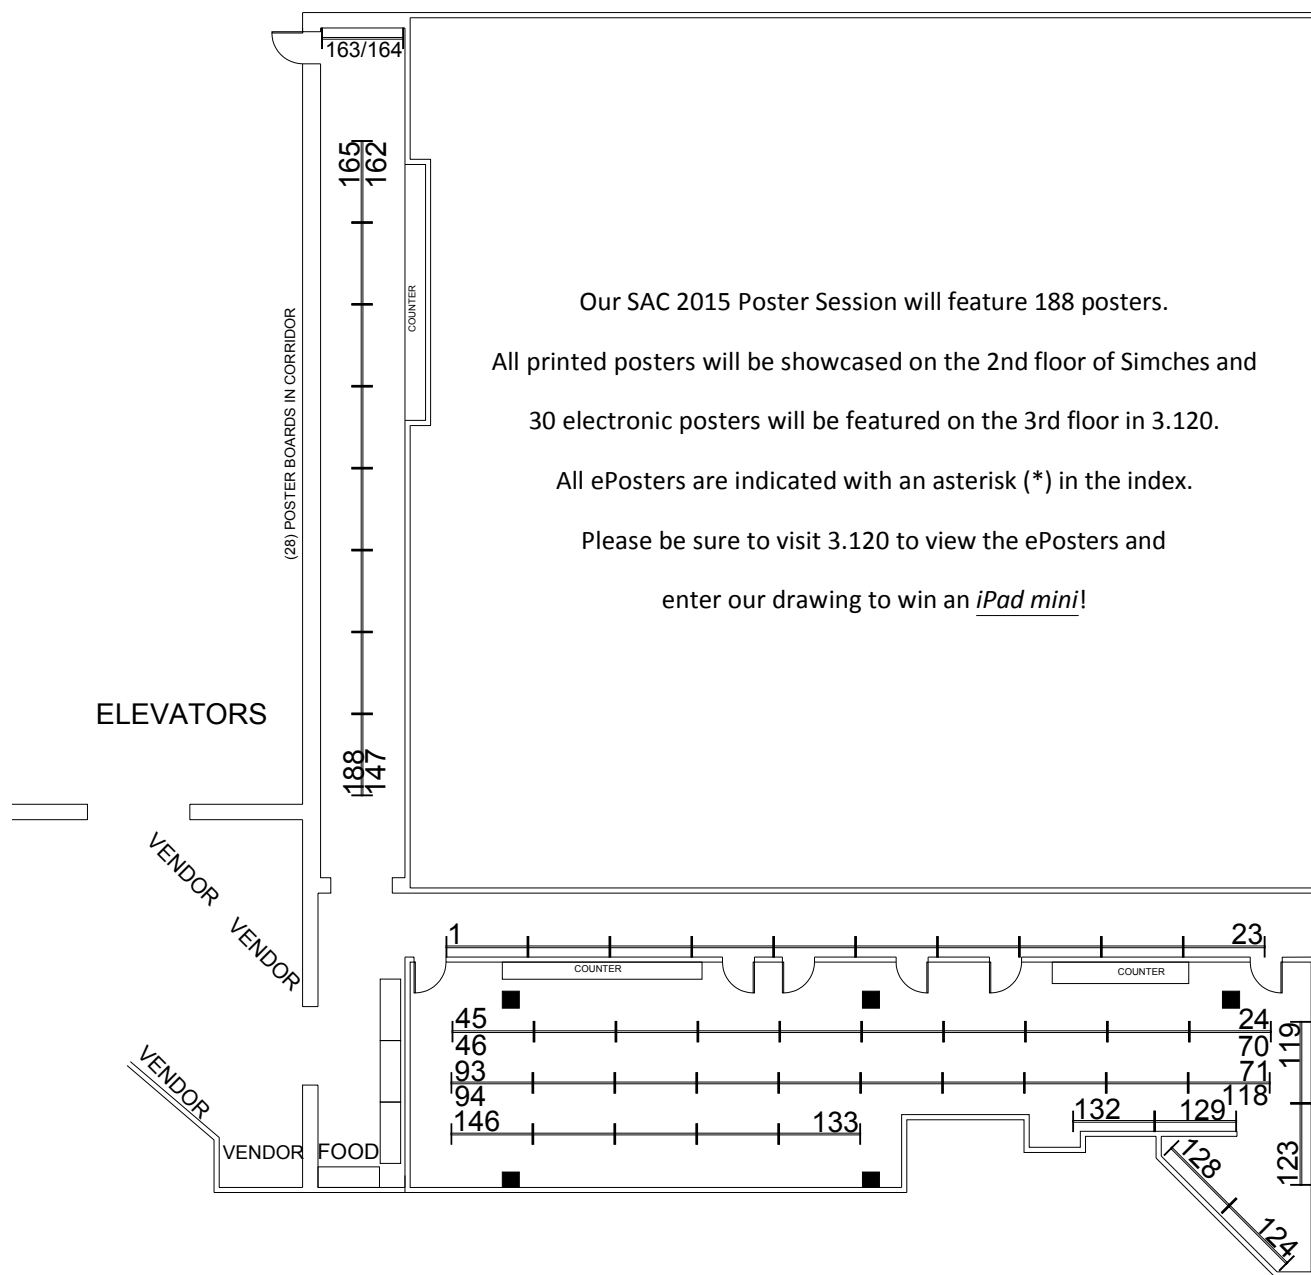 163/164
165
162
COUNTER
(28) POSTER BOARDS IN CORRIDOR
Our SAC 2015 Poster Session will feature 188 posters.
All printed posters will be showcased on the 2nd floor of Simches and
30 electronic posters will be featured on the 3rd floor in 3.120.
All ePosters are indicated with an asterisk (*) in the index.
Please be sure to visit 3.120 to view the ePosters and
enter our drawing to win an iPad mini!
ELEVATORS
188
147
VENDOR
VENDOR
VENDOR
VENDOR
FOOD
1
23
COUNTER
COUNTER
45
24
46
70
93
71
94
118
146
133
132
129
119
123
128
124